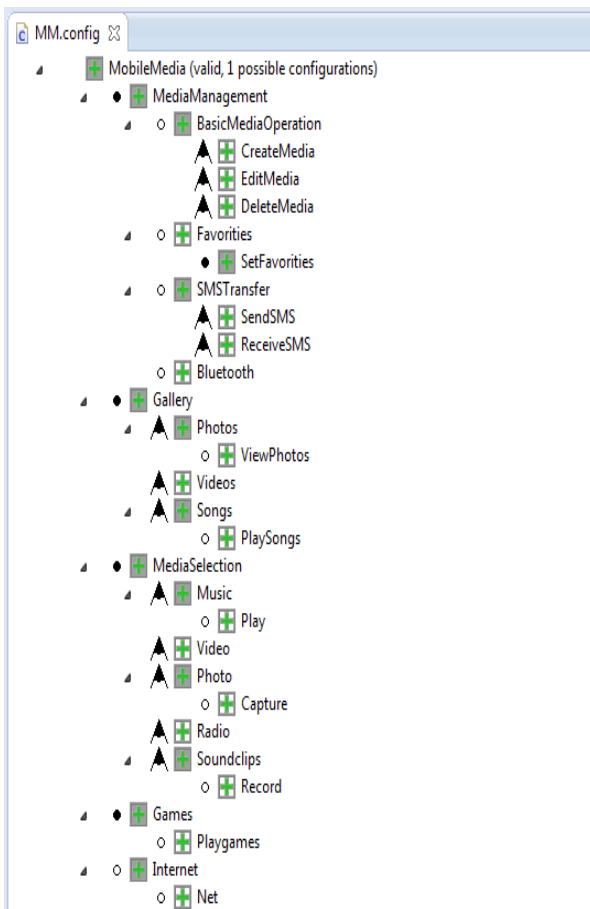 MM.config
MobileMedia (valid, 1 possible configurations)
MediaManagement
BasicMediaOperation
CreateMedia
EditMedia
DeleteMedia
Favorities
SetFavorities
SMSTransfer
SendSMS
ReceiveSMS
Bluetooth
Gallery
Photos
ViewPhotos
Videos
Songs
PlaySongs
MediaSelection
Music
Play
Video
Photo
Capture
Radio
Soundclips
Record
Games
Playgames
Internet
Net